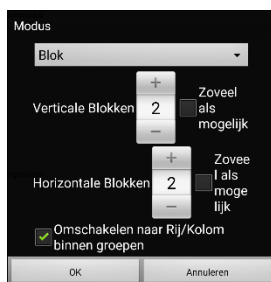 Modus
Blok
+
Verticale Blokken 2
−
Zoveel
als
mogelijk
+
Horizontale Blokken 2
−
Zovee
l als
moge
lijk
Omschakelen naar Rij/Kolom
binnen groepen
OK Annuleren